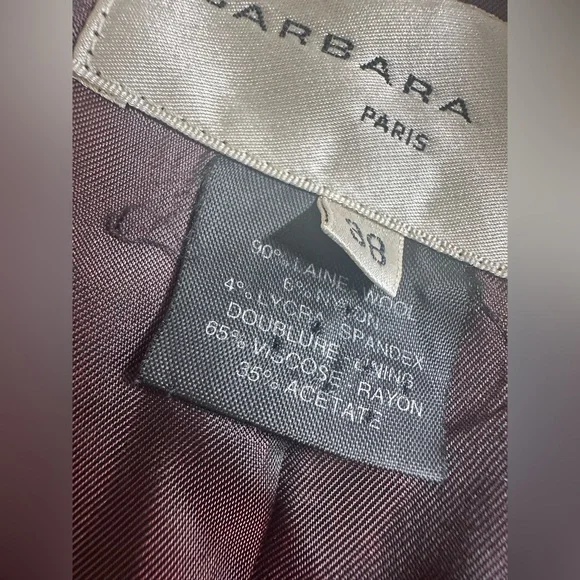 BARBARA
PARIS
38
90% LAINE WOOL
6% NYLON
4% LYCRA SPANDEX
DOUBLURE LINING
65% VISCOSE RAYON
35% ACETATE